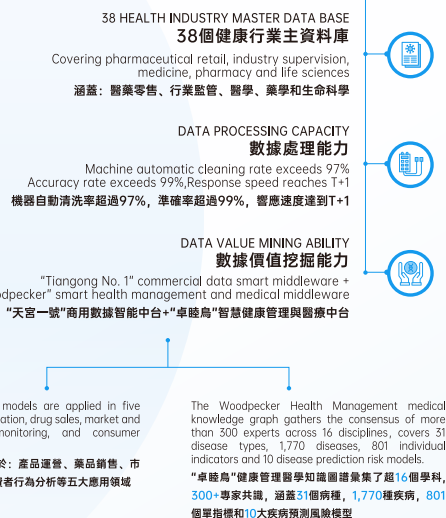 38 HEALTH INDUSTRY MASTER DATA BASE
38個健康行業主資料庫
Covering pharmaceutical retail, industry supervision,
medicine, pharmacy and life sciences
涵蓋：醫藥零售、行業監管、醫學、藥學和生命科學
DATA PROCESSING CAPACITY
數據處理能力
Machine automatic cleaning rate exceeds 97%
Accuracy rate exceeds 99%,Response speed reaches T+1
機器自動清洗率超過97%，準確率超過99%，響應速度達到T+1
DATA VALUE MINING ABILITY
數據價值挖掘能力
“Tiangong No. 1” commercial data smart middleware +
dpecker” smart health management and medical middleware
“天宮一號”商用數據智能中台+“卓睦鳥”智慧健康管理與醫療中台
models are applied in five
ation, drug sales, market and
monitoring, and consumer
於：產品運營、藥品銷售、市
者行為分析等五大應用領域
The Woodpecker Health Management medical
knowledge graph gathers the consensus of more
than 300 experts across 16 disciplines, covers 31
disease types, 1,770 diseases, 801 individual
indicators and 10 disease prediction risk models.
“卓睦鳥”健康管理醫學知識圖譜彙集了超16個學科，
300+專家共識，涵蓋31個病種，1,770種疾病，801
個單指標和10大疾病預測風險模型